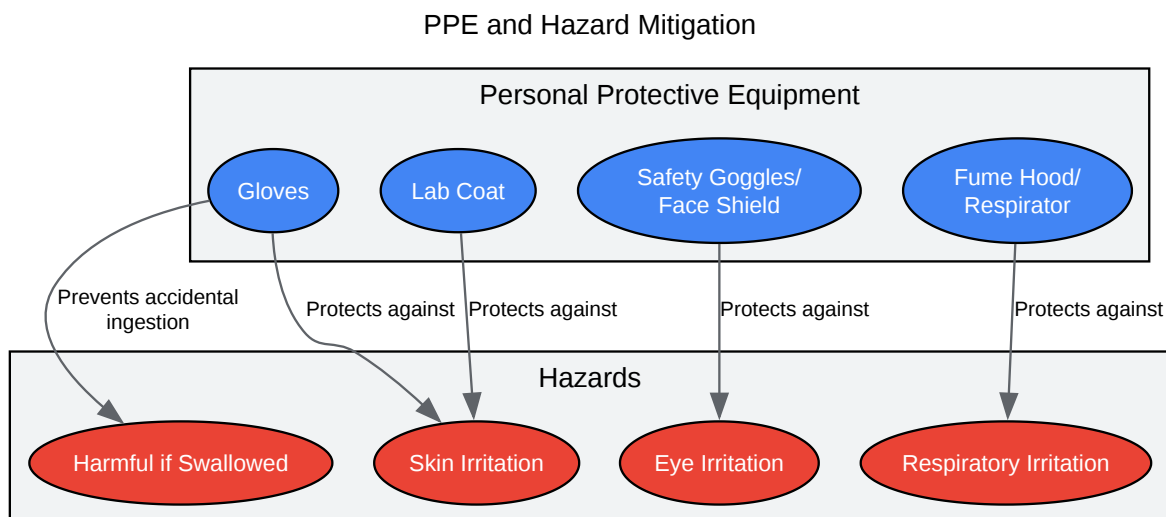 PPE and Hazard Mitigation
Personal Protective Equipment
Gloves
Lab Coat
Safety Goggles/
Face Shield
Fume Hood/
Respirator
Prevents accidental
ingestion
Protects against
Protects against
Protects against
Protects against
Hazards
Harmful if Swallowed
Skin Irritation
Eye Irritation
Respiratory Irritation